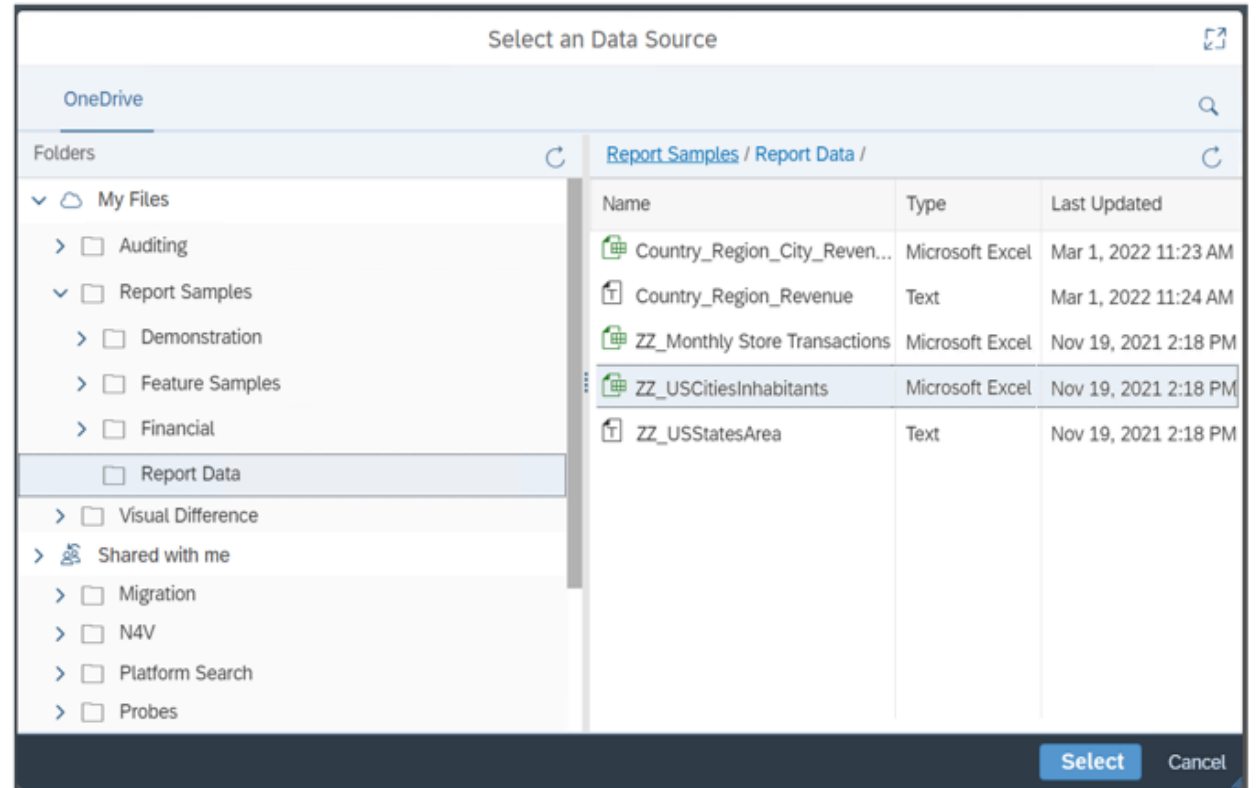 Select an Data Source
OneDrive
Folders
My Files
Auditing
Report Samples
Demonstration
Feature Samples
Financial
Report Data
Visual Difference
Shared with me
Migration
N4V
Platform Search
Probes
Report Samples / Report Data /
Name Type Last Updated
Country_Region_City_Reven... Microsoft Excel Mar 1, 2022 11:23 AM
Country_Region_Revenue Text Mar 1, 2022 11:24 AM
ZZ_Monthly Store Transactions Microsoft Excel Nov 19, 2021 2:18 PM
ZZ_USCitiesInhabitants Microsoft Excel Nov 19, 2021 2:18 PM
ZZ_USStatesArea Text Nov 19, 2021 2:18 PM
Select Cancel